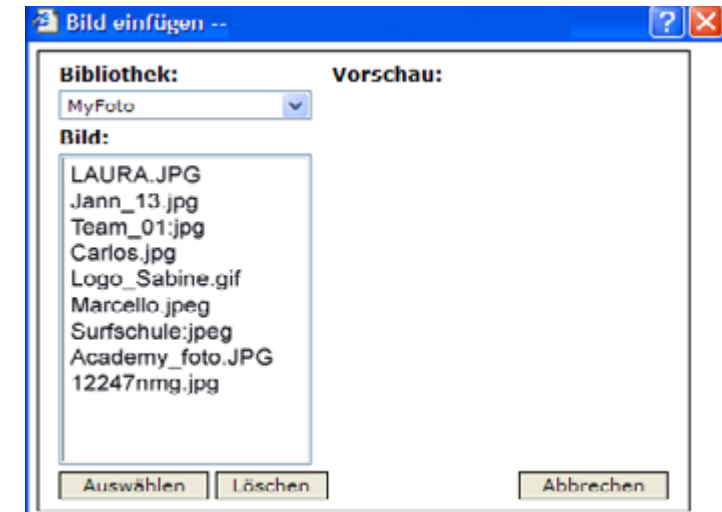 Bild einfügen --
Bibliothek:
Vorschau:
MyFoto
Bild:
LAURA.JPG
Jann_13.jpg
Team_01:jpg
Carlos.jpg
Logo_Sabine.gif
Marcello.jpeg
Surfschule:jpeg
Academy_foto.JPG
12247nmg.jpg
Auswählen Löschen Abbrechen